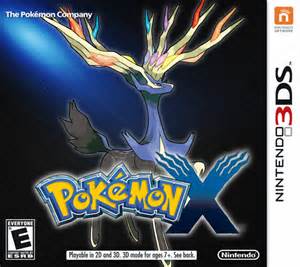 The Pokémon Company
NINTENDO 3DS
POKéMON X
EVERYONE
E
ESRB
Playable in 2D and 3D. 3D mode for ages 7+. See back.
Nintendo